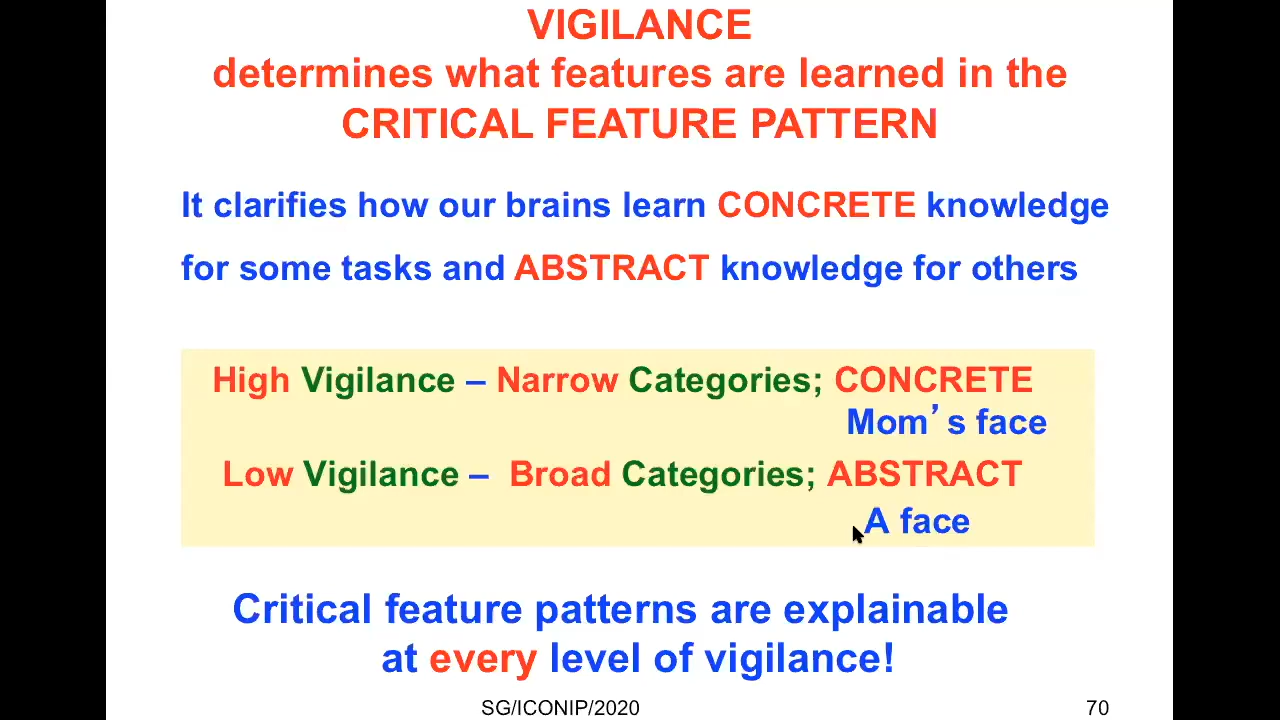 VIGILANCE
determines what features are learned in the
CRITICAL FEATURE PATTERN
It clarifies how our brains learn CONCRETE knowledge
for some tasks and ABSTRACT knowledge for others
High Vigilance – Narrow Categories; CONCRETE
Mom’s face
Low Vigilance – Broad Categories; ABSTRACT
A face
Critical feature patterns are explainable
at every level of vigilance!
SG/ICONIP/2020
70